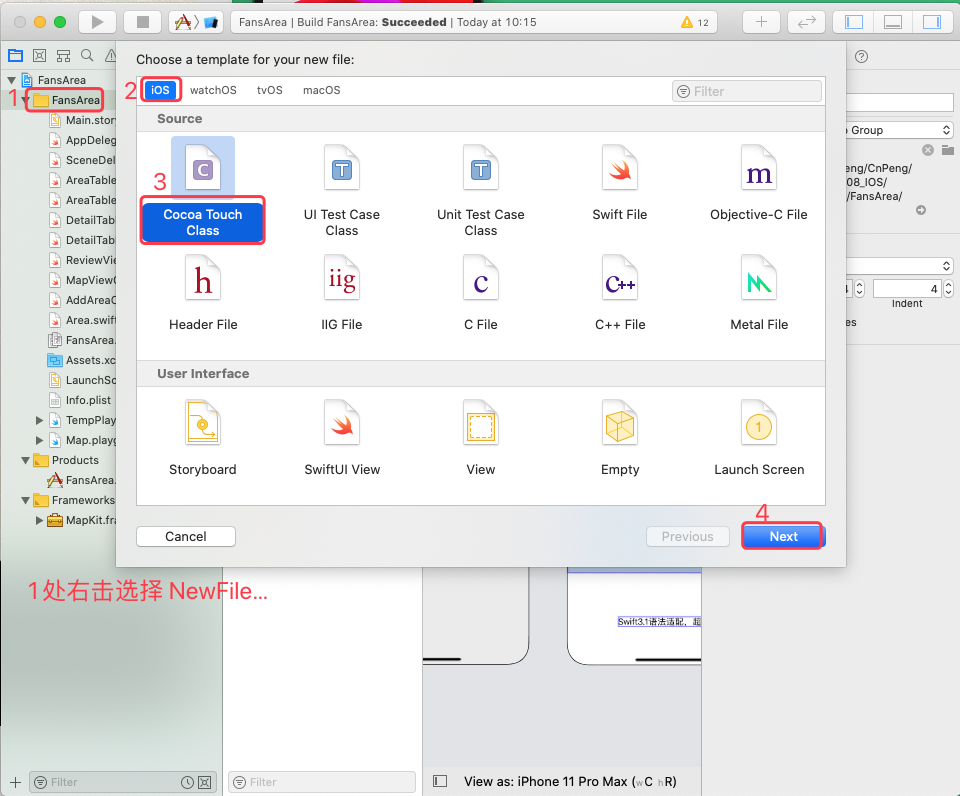 FansArea | Build FansArea: Succeeded | Today at 10:15
12
Choose a template for your new file:
2
iOS
watchOS
tvOS
macOS
Filter
Source
3
Cocoa Touch
Class
UI Test Case
Class
Unit Test Case
Class
Swift File
Objective-C File
Header File
IIG File
C File
C++ File
Metal File
User Interface
Storyboard
SwiftUI View
View
Empty
Launch Screen
4
Cancel
Previous
Next
FansArea
1
FansArea
Main.story
AppDeleg
SceneDel
AreaTable
AreaTable
DetailTab
DetailTab
ReviewVie
MapViewC
AddAreaC
Area.swift
FansArea.
Assets.xc
LaunchSc
Info.plist
TempPlay
Map.playg
Products
FansArea.
Frameworks
MapKit.fra
1处右击选择 NewFile...
Group
eng/CnPeng/
08_IOS/
/FansArea/
4
Indent
es
Swift3.1语法适配，超
Filter
Filter
View as: iPhone 11 Pro Max (wC hR)